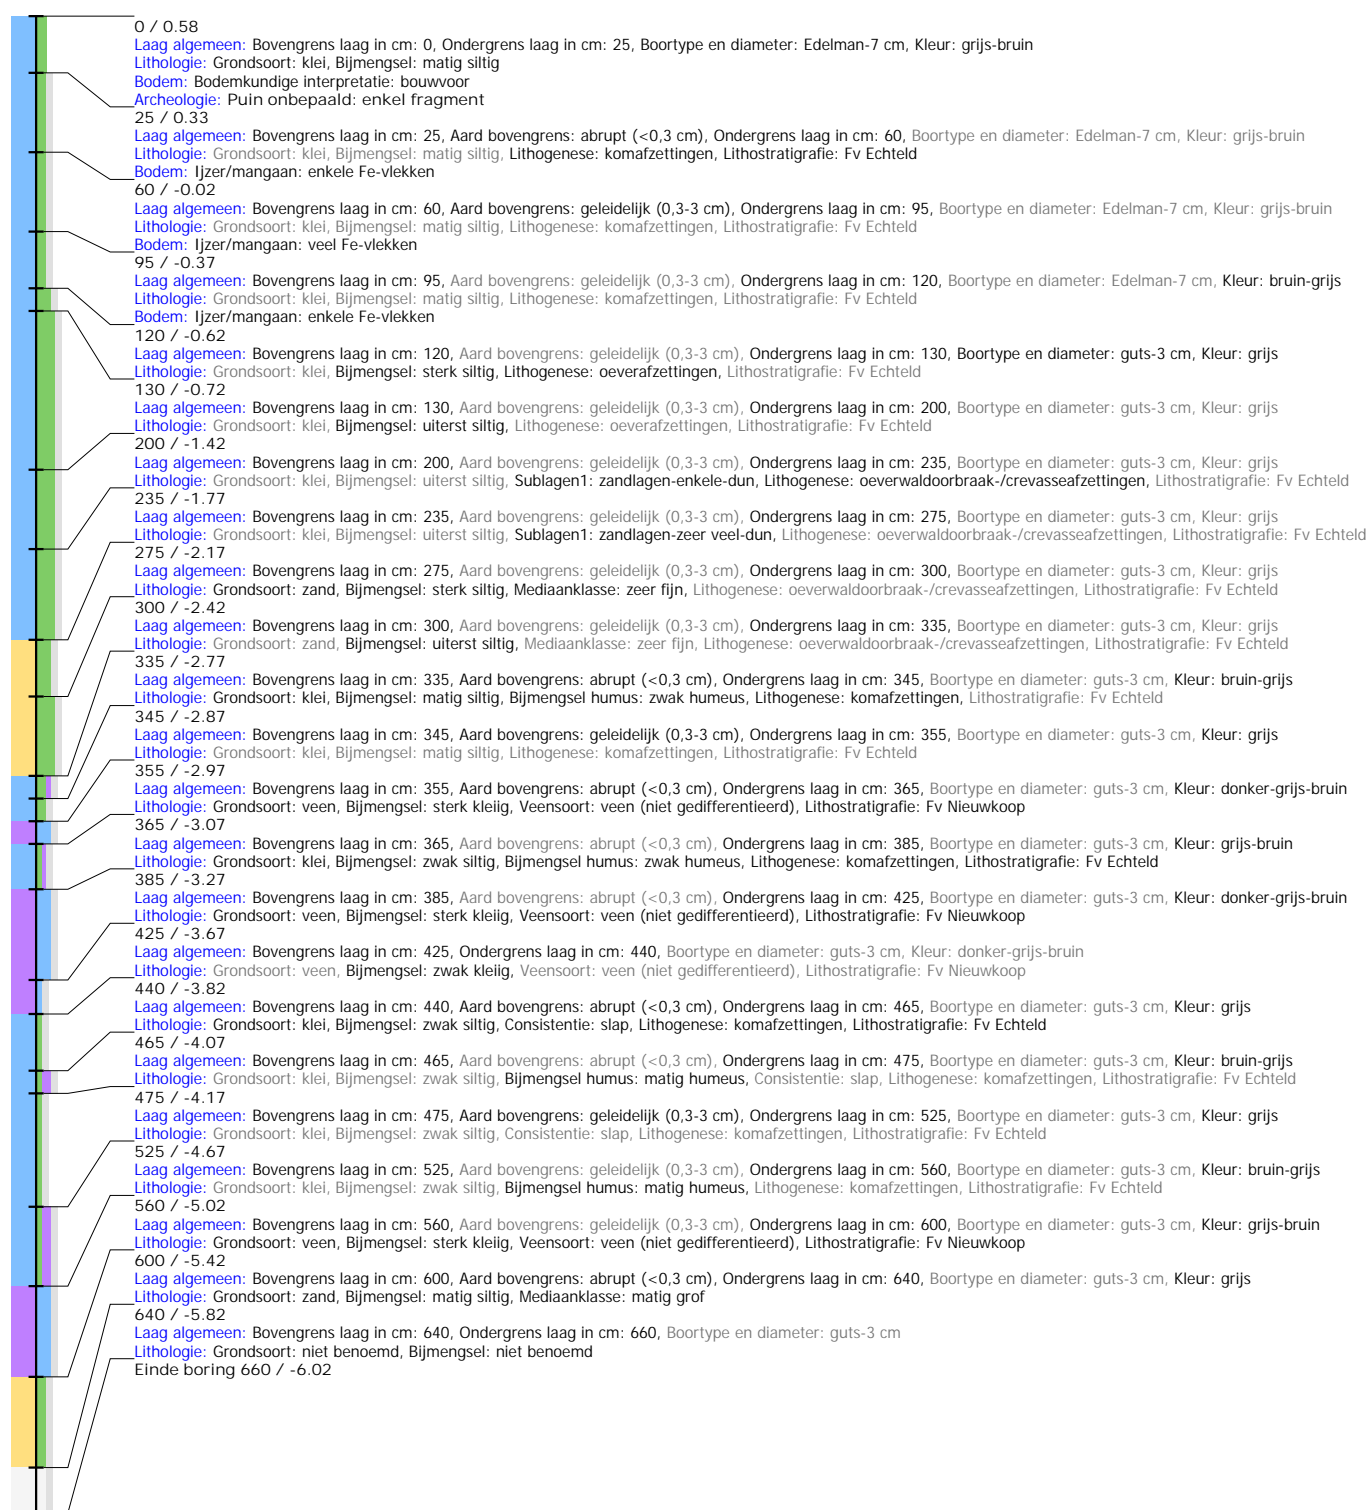 0 / 0.58
Laag algemeen: Bovengrens laag in cm: 0, Ondergrens laag in cm: 25, Boortype en diameter: Edelman-7 cm, Kleur: grijs-bruin
Lithologie: Grondsoort: klei, Bijmengsel: matig siltig
Bodem: Bodemkundige interpretatie: bouwvoor
Archeologie: Puin onbepaald: enkel fragment
25 / 0.33
Laag algemeen: Bovengrens laag in cm: 25, Aard bovengrens: abrupt (<0,3 cm), Ondergrens laag in cm: 60, Boortype en diameter: Edelman-7 cm, Kleur: grijs-bruin
Lithologie: Grondsoort: klei, Bijmengsel: matig siltig, Lithogenese: komafzettingen, Lithostratigrafie: Fv Echteld
Bodem: Ijzer/mangaan: enkele Fe-vlekken
60 / -0.02
Laag algemeen: Bovengrens laag in cm: 60, Aard bovengrens: geleidelijk (0,3-3 cm), Ondergrens laag in cm: 95, Boortype en diameter: Edelman-7 cm, Kleur: grijs-bruin
Lithologie: Grondsoort: klei, Bijmengsel: matig siltig, Lithogenese: komafzettingen, Lithostratigrafie: Fv Echteld
Bodem: Ijzer/mangaan: veel Fe-vlekken
95 / -0.37
Laag algemeen: Bovengrens laag in cm: 95, Aard bovengrens: geleidelijk (0,3-3 cm), Ondergrens laag in cm: 120, Boortype en diameter: Edelman-7 cm, Kleur: bruin-grijs
Lithologie: Grondsoort: klei, Bijmengsel: matig siltig, Lithogenese: komafzettingen, Lithostratigrafie: Fv Echteld
Bodem: Ijzer/mangaan: enkele Fe-vlekken
120 / -0.62
Laag algemeen: Bovengrens laag in cm: 120, Aard bovengrens: geleidelijk (0,3-3 cm), Ondergrens laag in cm: 130, Boortype en diameter: guts-3 cm, Kleur: grijs
Lithologie: Grondsoort: klei, Bijmengsel: sterk siltig, Lithogenese: oeverafzettingen, Lithostratigrafie: Fv Echteld
130 / -0.72
Laag algemeen: Bovengrens laag in cm: 130, Aard bovengrens: geleidelijk (0,3-3 cm), Ondergrens laag in cm: 200, Boortype en diameter: guts-3 cm, Kleur: grijs
Lithologie: Grondsoort: klei, Bijmengsel: uiterst siltig, Lithogenese: oeverafzettingen, Lithostratigrafie: Fv Echteld
200 / -1.42
Laag algemeen: Bovengrens laag in cm: 200, Aard bovengrens: geleidelijk (0,3-3 cm), Ondergrens laag in cm: 235, Boortype en diameter: guts-3 cm, Kleur: grijs
Lithologie: Grondsoort: klei, Bijmengsel: uiterst siltig, Sublagen1: zandlagen-enkele-dun, Lithogenese: oeverwaldoorbraak-/crevasseafzettingen, Lithostratigrafie: Fv Echteld
235 / -1.77
Laag algemeen: Bovengrens laag in cm: 235, Aard bovengrens: geleidelijk (0,3-3 cm), Ondergrens laag in cm: 275, Boortype en diameter: guts-3 cm, Kleur: grijs
Lithologie: Grondsoort: klei, Bijmengsel: uiterst siltig, Sublagen1: zandlagen-zeer veel-dun, Lithogenese: oeverwaldoorbraak-/crevasseafzettingen, Lithostratigrafie: Fv Echteld
275 / -2.17
Laag algemeen: Bovengrens laag in cm: 275, Aard bovengrens: geleidelijk (0,3-3 cm), Ondergrens laag in cm: 300, Boortype en diameter: guts-3 cm, Kleur: grijs
Lithologie: Grondsoort: zand, Bijmengsel: sterk siltig, Mediaanklasse: zeer fijn, Lithogenese: oeverwaldoorbraak-/crevasseafzettingen, Lithostratigrafie: Fv Echteld
300 / -2.42
Laag algemeen: Bovengrens laag in cm: 300, Aard bovengrens: geleidelijk (0,3-3 cm), Ondergrens laag in cm: 335, Boortype en diameter: guts-3 cm, Kleur: grijs
Lithologie: Grondsoort: zand, Bijmengsel: uiterst siltig, Mediaanklasse: zeer fijn, Lithogenese: oeverwaldoorbraak-/crevasseafzettingen, Lithostratigrafie: Fv Echteld
335 / -2.77
Laag algemeen: Bovengrens laag in cm: 335, Aard bovengrens: abrupt (<0,3 cm), Ondergrens laag in cm: 345, Boortype en diameter: guts-3 cm, Kleur: bruin-grijs
Lithologie: Grondsoort: klei, Bijmengsel: matig siltig, Bijmengsel humus: zwak humeus, Lithogenese: komafzettingen, Lithostratigrafie: Fv Echteld
345 / -2.87
Laag algemeen: Bovengrens laag in cm: 345, Aard bovengrens: geleidelijk (0,3-3 cm), Ondergrens laag in cm: 355, Boortype en diameter: guts-3 cm, Kleur: grijs
Lithologie: Grondsoort: klei, Bijmengsel: matig siltig, Lithogenese: komafzettingen, Lithostratigrafie: Fv Echteld
355 / -2.97
Laag algemeen: Bovengrens laag in cm: 355, Aard bovengrens: abrupt (<0,3 cm), Ondergrens laag in cm: 365, Boortype en diameter: guts-3 cm, Kleur: donker-grijs-bruin
Lithologie: Grondsoort: veen, Bijmengsel: sterk kleiig, Veensoort: veen (niet gedifferentieerd), Lithostratigrafie: Fv Nieuwkoop
365 / -3.07
Laag algemeen: Bovengrens laag in cm: 365, Aard bovengrens: abrupt (<0,3 cm), Ondergrens laag in cm: 385, Boortype en diameter: guts-3 cm, Kleur: grijs-bruin
Lithologie: Grondsoort: klei, Bijmengsel: zwak siltig, Bijmengsel humus: zwak humeus, Lithogenese: komafzettingen, Lithostratigrafie: Fv Echteld
385 / -3.27
Laag algemeen: Bovengrens laag in cm: 385, Aard bovengrens: abrupt (<0,3 cm), Ondergrens laag in cm: 425, Boortype en diameter: guts-3 cm, Kleur: donker-grijs-bruin
Lithologie: Grondsoort: veen, Bijmengsel: sterk kleiig, Veensoort: veen (niet gedifferentieerd), Lithostratigrafie: Fv Nieuwkoop
425 / -3.67
Laag algemeen: Bovengrens laag in cm: 425, Ondergrens laag in cm: 440, Boortype en diameter: guts-3 cm, Kleur: donker-grijs-bruin
Lithologie: Grondsoort: veen, Bijmengsel: zwak kleiig, Veensoort: veen (niet gedifferentieerd), Lithostratigrafie: Fv Nieuwkoop
440 / -3.82
Laag algemeen: Bovengrens laag in cm: 440, Aard bovengrens: abrupt (<0,3 cm), Ondergrens laag in cm: 465, Boortype en diameter: guts-3 cm, Kleur: grijs
Lithologie: Grondsoort: klei, Bijmengsel: zwak siltig, Consistentie: slap, Lithogenese: komafzettingen, Lithostratigrafie: Fv Echteld
465 / -4.07
Laag algemeen: Bovengrens laag in cm: 465, Aard bovengrens: abrupt (<0,3 cm), Ondergrens laag in cm: 475, Boortype en diameter: guts-3 cm, Kleur: bruin-grijs
Lithologie: Grondsoort: klei, Bijmengsel: zwak siltig, Bijmengsel humus: matig humeus, Consistentie: slap, Lithogenese: komafzettingen, Lithostratigrafie: Fv Echteld
475 / -4.17
Laag algemeen: Bovengrens laag in cm: 475, Aard bovengrens: geleidelijk (0,3-3 cm), Ondergrens laag in cm: 525, Boortype en diameter: guts-3 cm, Kleur: grijs
Lithologie: Grondsoort: klei, Bijmengsel: zwak siltig, Consistentie: slap, Lithogenese: komafzettingen, Lithostratigrafie: Fv Echteld
525 / -4.67
Laag algemeen: Bovengrens laag in cm: 525, Aard bovengrens: geleidelijk (0,3-3 cm), Ondergrens laag in cm: 560, Boortype en diameter: guts-3 cm, Kleur: bruin-grijs
Lithologie: Grondsoort: klei, Bijmengsel: zwak siltig, Bijmengsel humus: matig humeus, Lithogenese: komafzettingen, Lithostratigrafie: Fv Echteld
560 / -5.02
Laag algemeen: Bovengrens laag in cm: 560, Aard bovengrens: geleidelijk (0,3-3 cm), Ondergrens laag in cm: 600, Boortype en diameter: guts-3 cm, Kleur: grijs-bruin
Lithologie: Grondsoort: veen, Bijmengsel: sterk kleiig, Veensoort: veen (niet gedifferentieerd), Lithostratigrafie: Fv Nieuwkoop
600 / -5.42
Laag algemeen: Bovengrens laag in cm: 600, Aard bovengrens: abrupt (<0,3 cm), Ondergrens laag in cm: 640, Boortype en diameter: guts-3 cm, Kleur: grijs
Lithologie: Grondsoort: zand, Bijmengsel: matig siltig, Mediaanklasse: matig grof
640 / -5.82
Laag algemeen: Bovengrens laag in cm: 640, Ondergrens laag in cm: 660, Boortype en diameter: guts-3 cm
Lithologie: Grondsoort: niet benoemd, Bijmengsel: niet benoemd
Einde boring 660 / -6.02